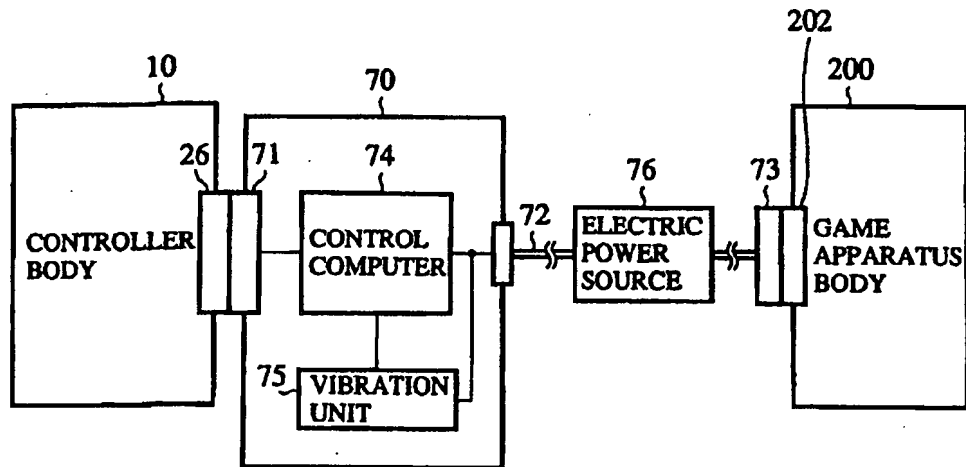 202
10
70
200
26
71
74
76
73
CONTROLLER
BODY
CONTROL
COMPUTER
72
ELECTRIC
POWER
SOURCE
GAME
APPARATUS
BODY
75
VIBRATION
UNIT